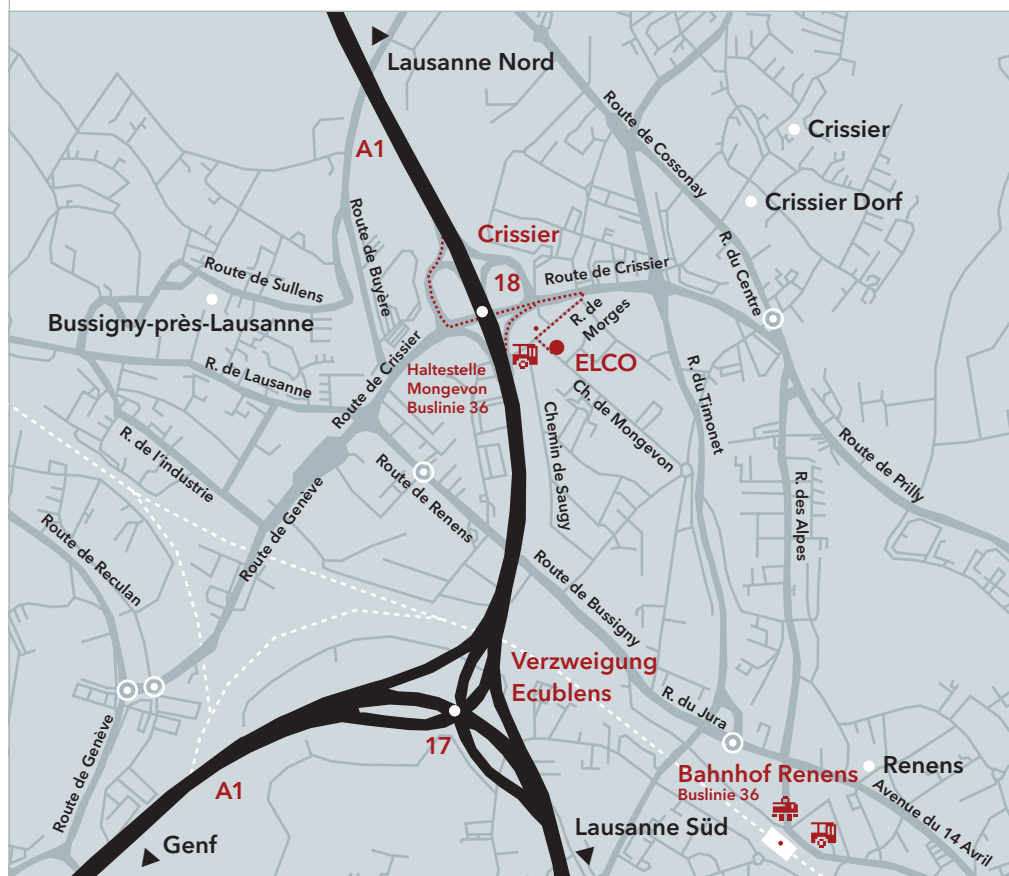 Lausanne Nord
A1
Route de Cossonay
Crissier
Crissier Dorf
Route de Buyère
Crissier
18
Route de Crissier
R. du Centre
Route de Sullens
Bussigny-près-Lausanne
R. de
Morges
ELCO
R. de Lausanne
Route de Crissier
Haltestelle
Mongevon
Buslinie 36
Ch. de Mongevon
R. du Timonet
Chemin de Saugy
R. de l'industrie
Route de Genève
Route de Renens
Route de Prilly
R. des Alpes
Route de Reculan
Route de Bussigny
Verzweigung
Ecublens
R. du Jura
17
A1
Route de Genève
Bahnhof Renens
Buslinie 36
Renens
Avenue du 14 Avril
Genf
Lausanne Süd